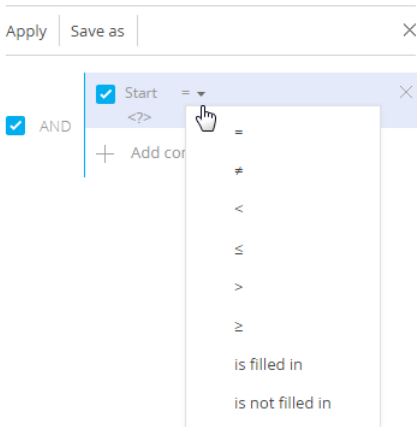 Apply Save as
Start =
<?>
AND
Add cor
=
≠
<
≤
>
≥
is filled in
is not filled in